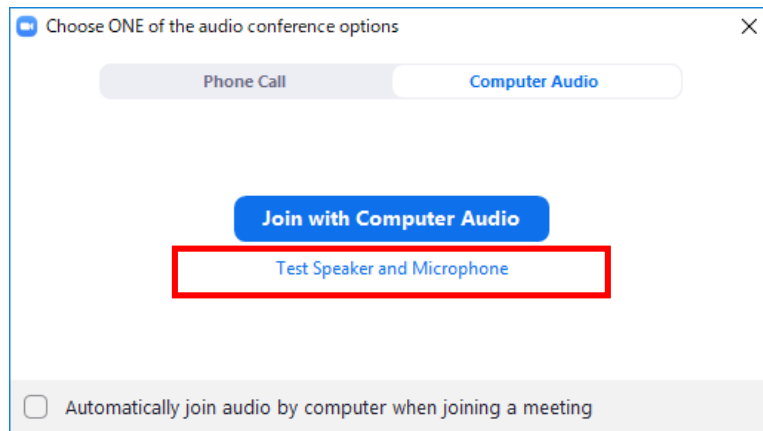 Choose ONE of the audio conference options
Phone Call
Computer Audio
Join with Computer Audio
Test Speaker and Microphone
Automatically join audio by computer when joining a meeting